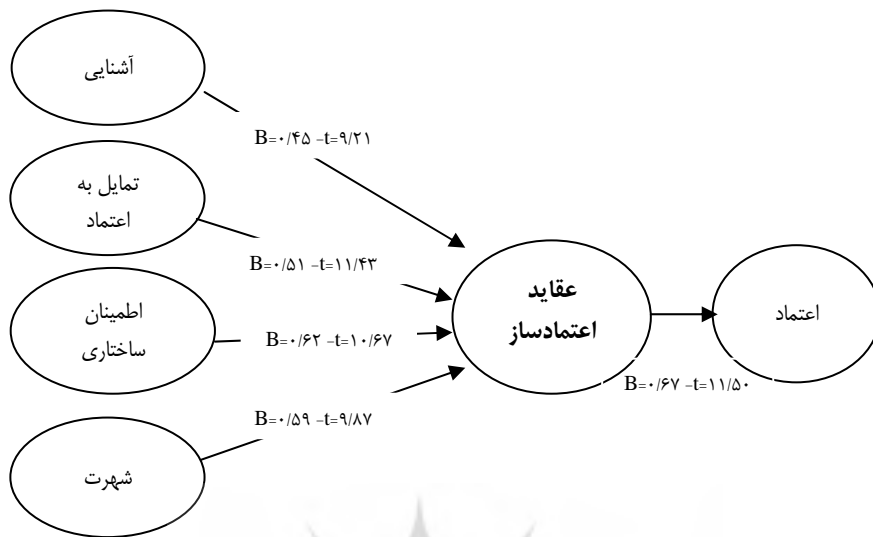 آشنایی
B=۰/۴۵ -t=۹/۲۱
تمایل به
اعتماد
B=۰/۵۱ -t=۱۱/۴۳
اطمینان
ساختاری
B=۰/۶۲ -t=۱۰/۶۷
شهرت
B=۰/۵۹ -t=۹/۸۷
عقاید
اعتمادساز
B=۰/۶۷ -t=۱۱/۵۰
اعتماد